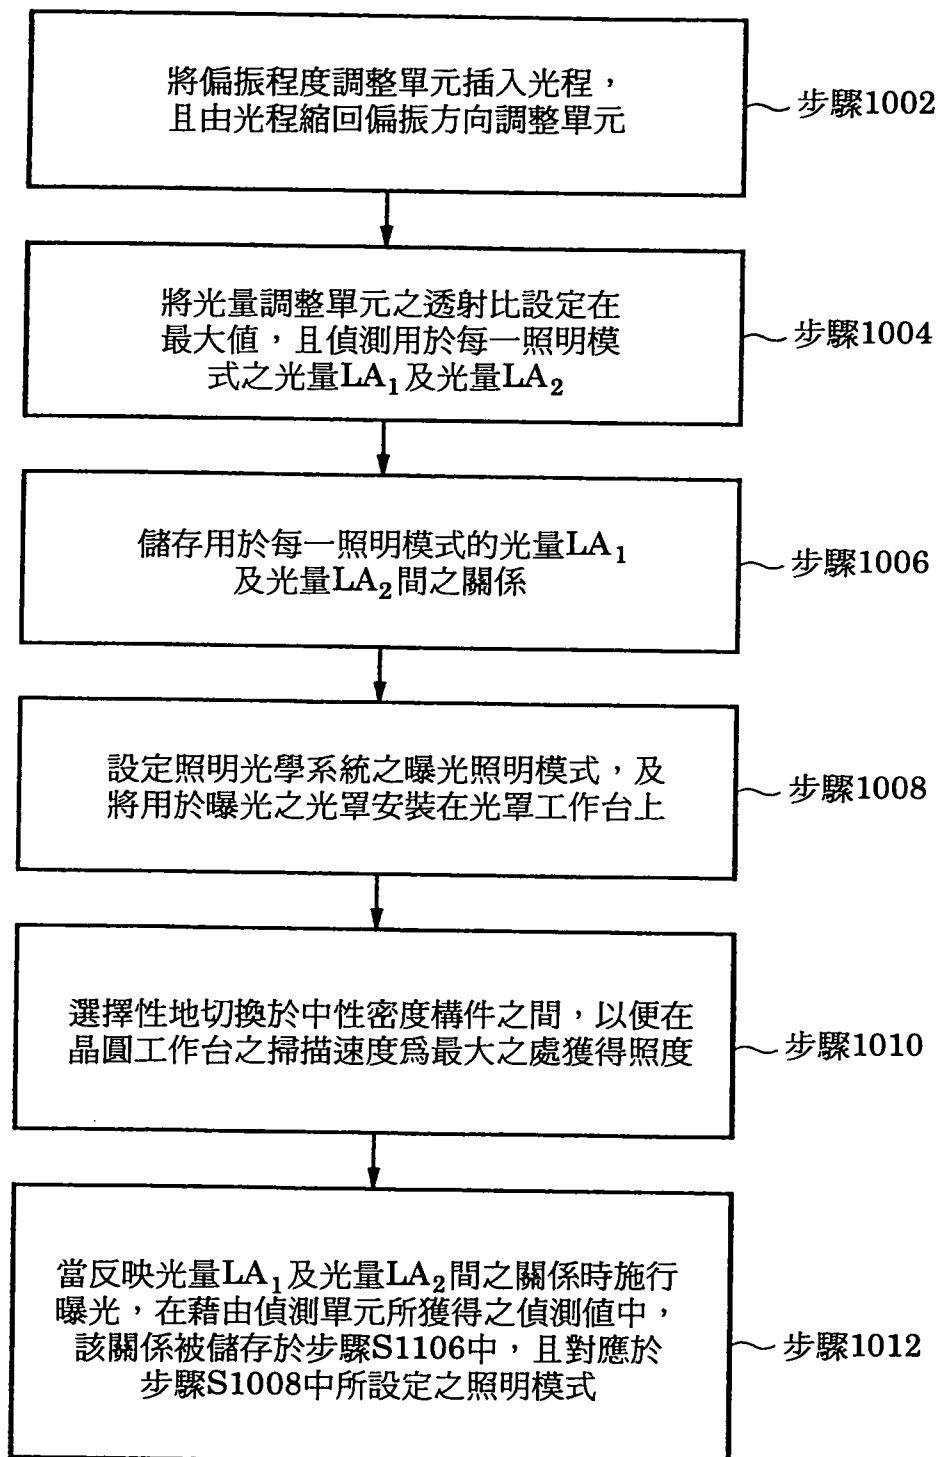 將偏振程度調整單元插入光程，
且由光程縮回偏振方向調整單元
步驟1002
將光量調整單元之透射比設定在
最大值，且偵測用於每一照明模
式之光量LA₁及光量LA₂
步驟1004
儲存用於每一照明模式的光量LA₁
及光量LA₂間之關係
步驟1006
設定照明光學系統之曝光照明模式，及
將用於曝光之光罩安裝在光罩工作台上
步驟1008
選擇性地切換於中性密度構件之間，以便在
晶圓工作台之掃描速度爲最大之處獲得照度
步驟1010
當反映光量LA₁及光量LA₂間之關係時施行
曝光，在藉由偵測單元所獲得之偵測值中，
該關係被儲存於步驟S1106中，且對應於
步驟S1008中所設定之照明模式
步驟1012